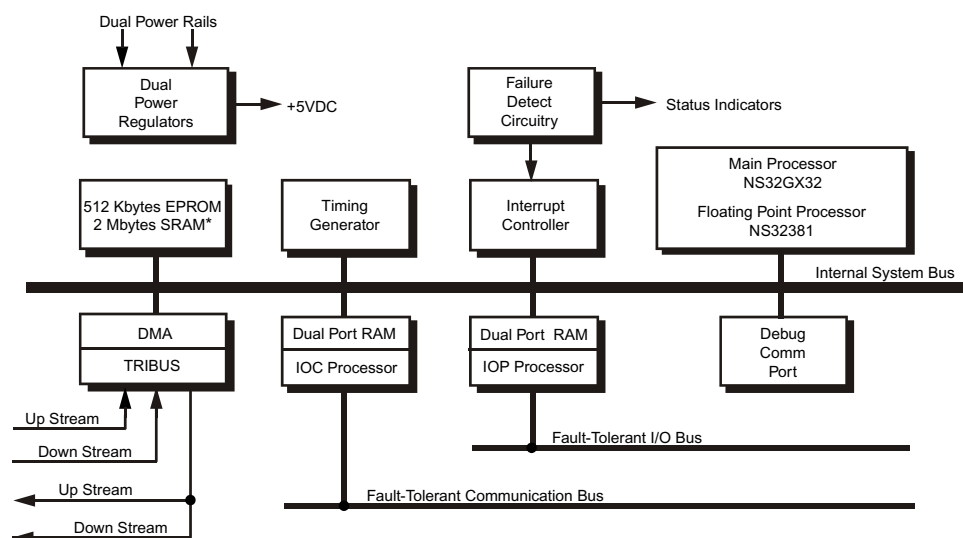 Dual Power Rails
Dual
Power
Regulators
+5VDC
Failure
Detect
Circuitry
Status Indicators
512 Kbytes EPROM
2 Mbytes SRAM*
Timing
Generator
Interrupt
Controller
Main Processor
NS32GX32
Floating Point Processor
NS32381
Internal System Bus
DMA
TRIBUS
Dual Port RAM
IOC Processor
Dual Port RAM
IOP Processor
Debug
Comm
Port
Up Stream
Down Stream
Fault-Tolerant I/O Bus
Up Stream
Fault-Tolerant Communication Bus
Down Stream